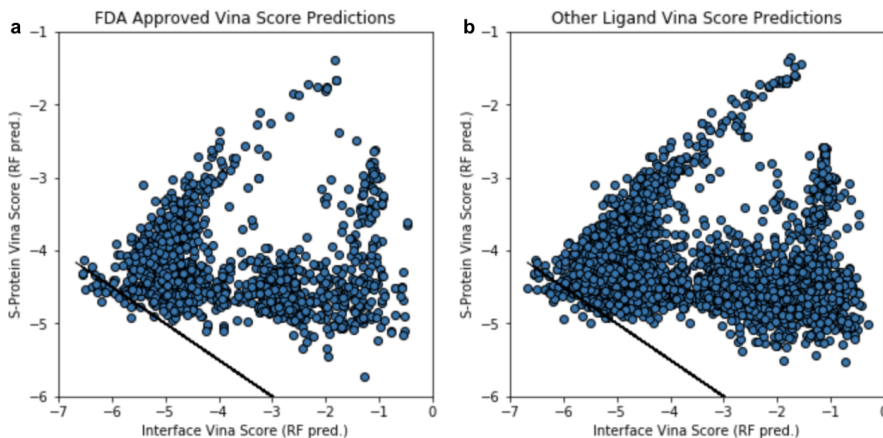 a
FDA Approved Vina Score Predictions
−1
−2
−3
−4
−5
−6
S-Protein Vina Score (RF pred.)
−7 −6 −5 −4 −3 −2 −1 0
Interface Vina Score (RF pred.)
b
Other Ligand Vina Score Predictions
−1
−2
−3
−4
−5
−6
S-Protein Vina Score (RF pred.)
−7 −6 −5 −4 −3 −2 −1 0
Interface Vina Score (RF pred.)